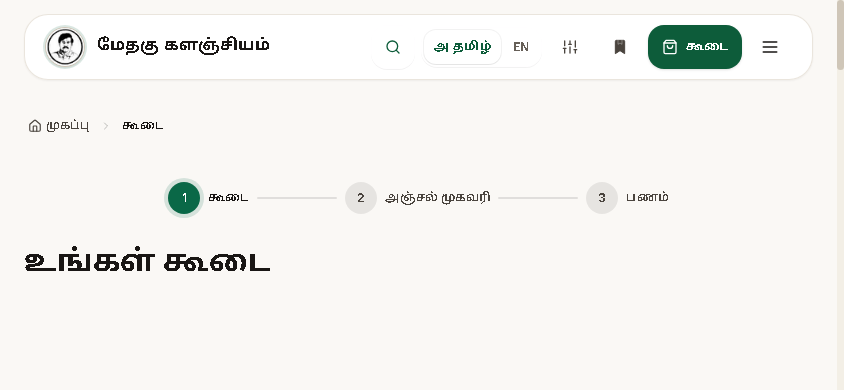 மேதகு களஞ்சியம்
அ தமிழ் EN
கூடை
முகப்பு
கூடை
1 கூடை
2 அஞ்சல் முகவரி
3 பணம்
உங்கள் கூடை